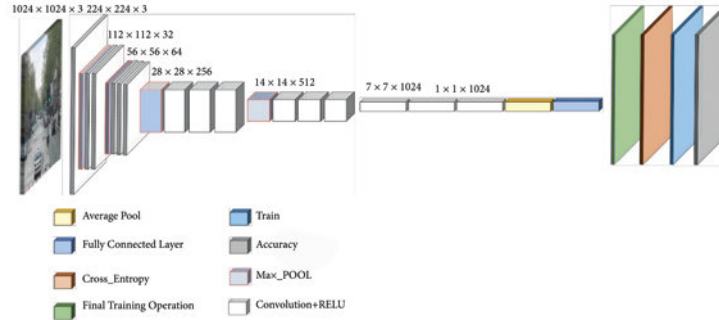 1024 × 1024 × 3 224 × 224 × 3
112 × 112 × 32
56 × 56 × 64
28 × 28 × 256
14 × 14 × 512
7 × 7 × 1024
1 × 1 × 1024
Average Pool
Train
Fully Connected Layer
Accuracy
Cross_Entropy
Max_POOL
Final Training Operation
Convolution+RELU